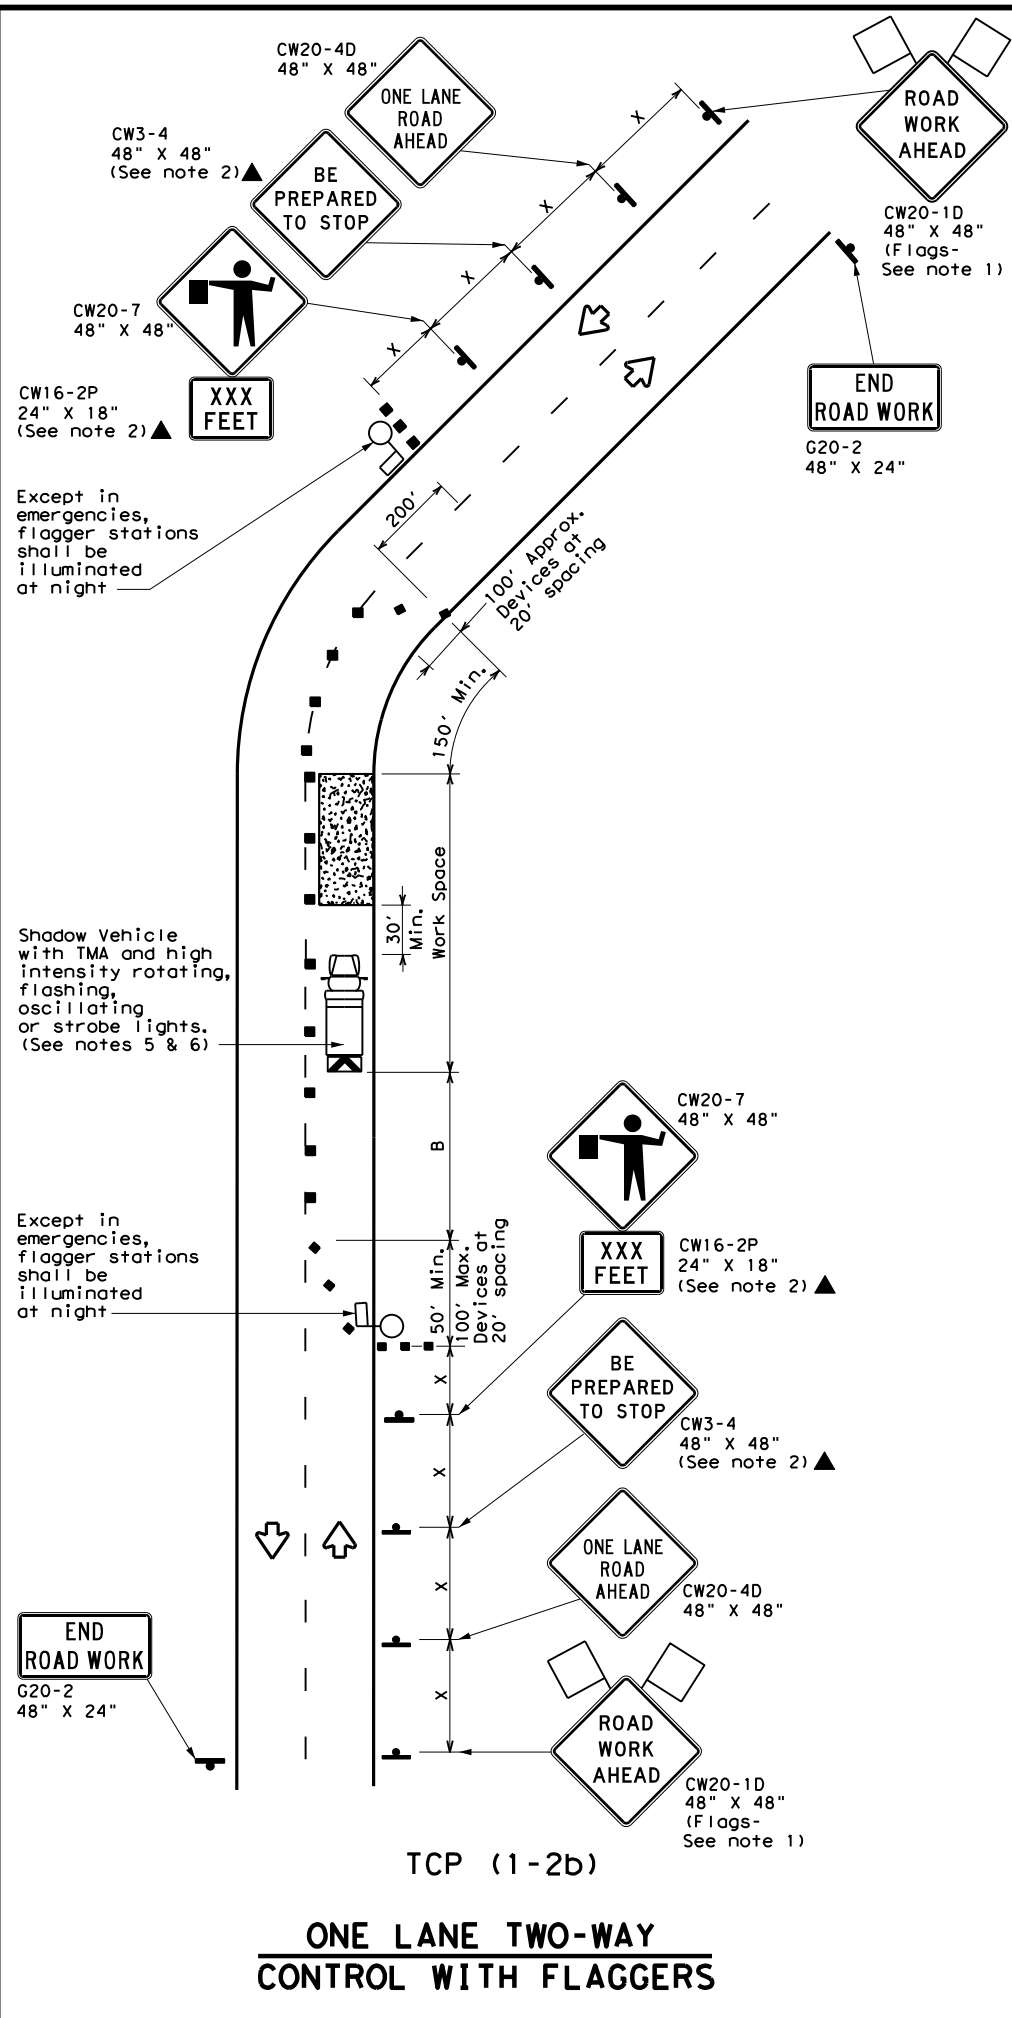 CW20-4D
48" X 48"
ONE LANE
ROAD
AHEAD
ROAD
WORK
AHEAD
CW20-1D
48" X 48"
(Flags-
See note 1)
CW3-4
48" X 48"
(See note 2)
BE
PREPARED
TO STOP
X
X
X
X
CW20-7
48" X 48"
CW16-2P
24" X 18"
(See note 2)
XXX
FEET
END
ROAD WORK
G20-2
48" X 24"
Except in
emergencies,
flagger stations
shall be
illuminated
at night
200'
100' Approx.
Devices at
20' spacing
150' Min.
Work Space
30'
Min.
Shadow Vehicle
with TMA and high
intensity rotating,
flashing,
oscillating
or strobe lights.
(See notes 5 & 6)
B
CW20-7
48" X 48"
XXX
FEET
CW16-2P
24" X 18"
(See note 2)
Except in
emergencies,
flagger stations
shall be
illuminated
at night
50' Min.
100' Max.
Devices at
20' spacing
X
BE
PREPARED
TO STOP
CW3-4
48" X 48"
(See note 2)
X
ONE LANE
ROAD
AHEAD
CW20-4D
48" X 48"
X
X
END
ROAD WORK
G20-2
48" X 24"
ROAD
WORK
AHEAD
CW20-1D
48" X 48"
(Flags-
See note 1)
TCP (1-2b)
ONE LANE TWO-WAY
CONTROL WITH FLAGGERS